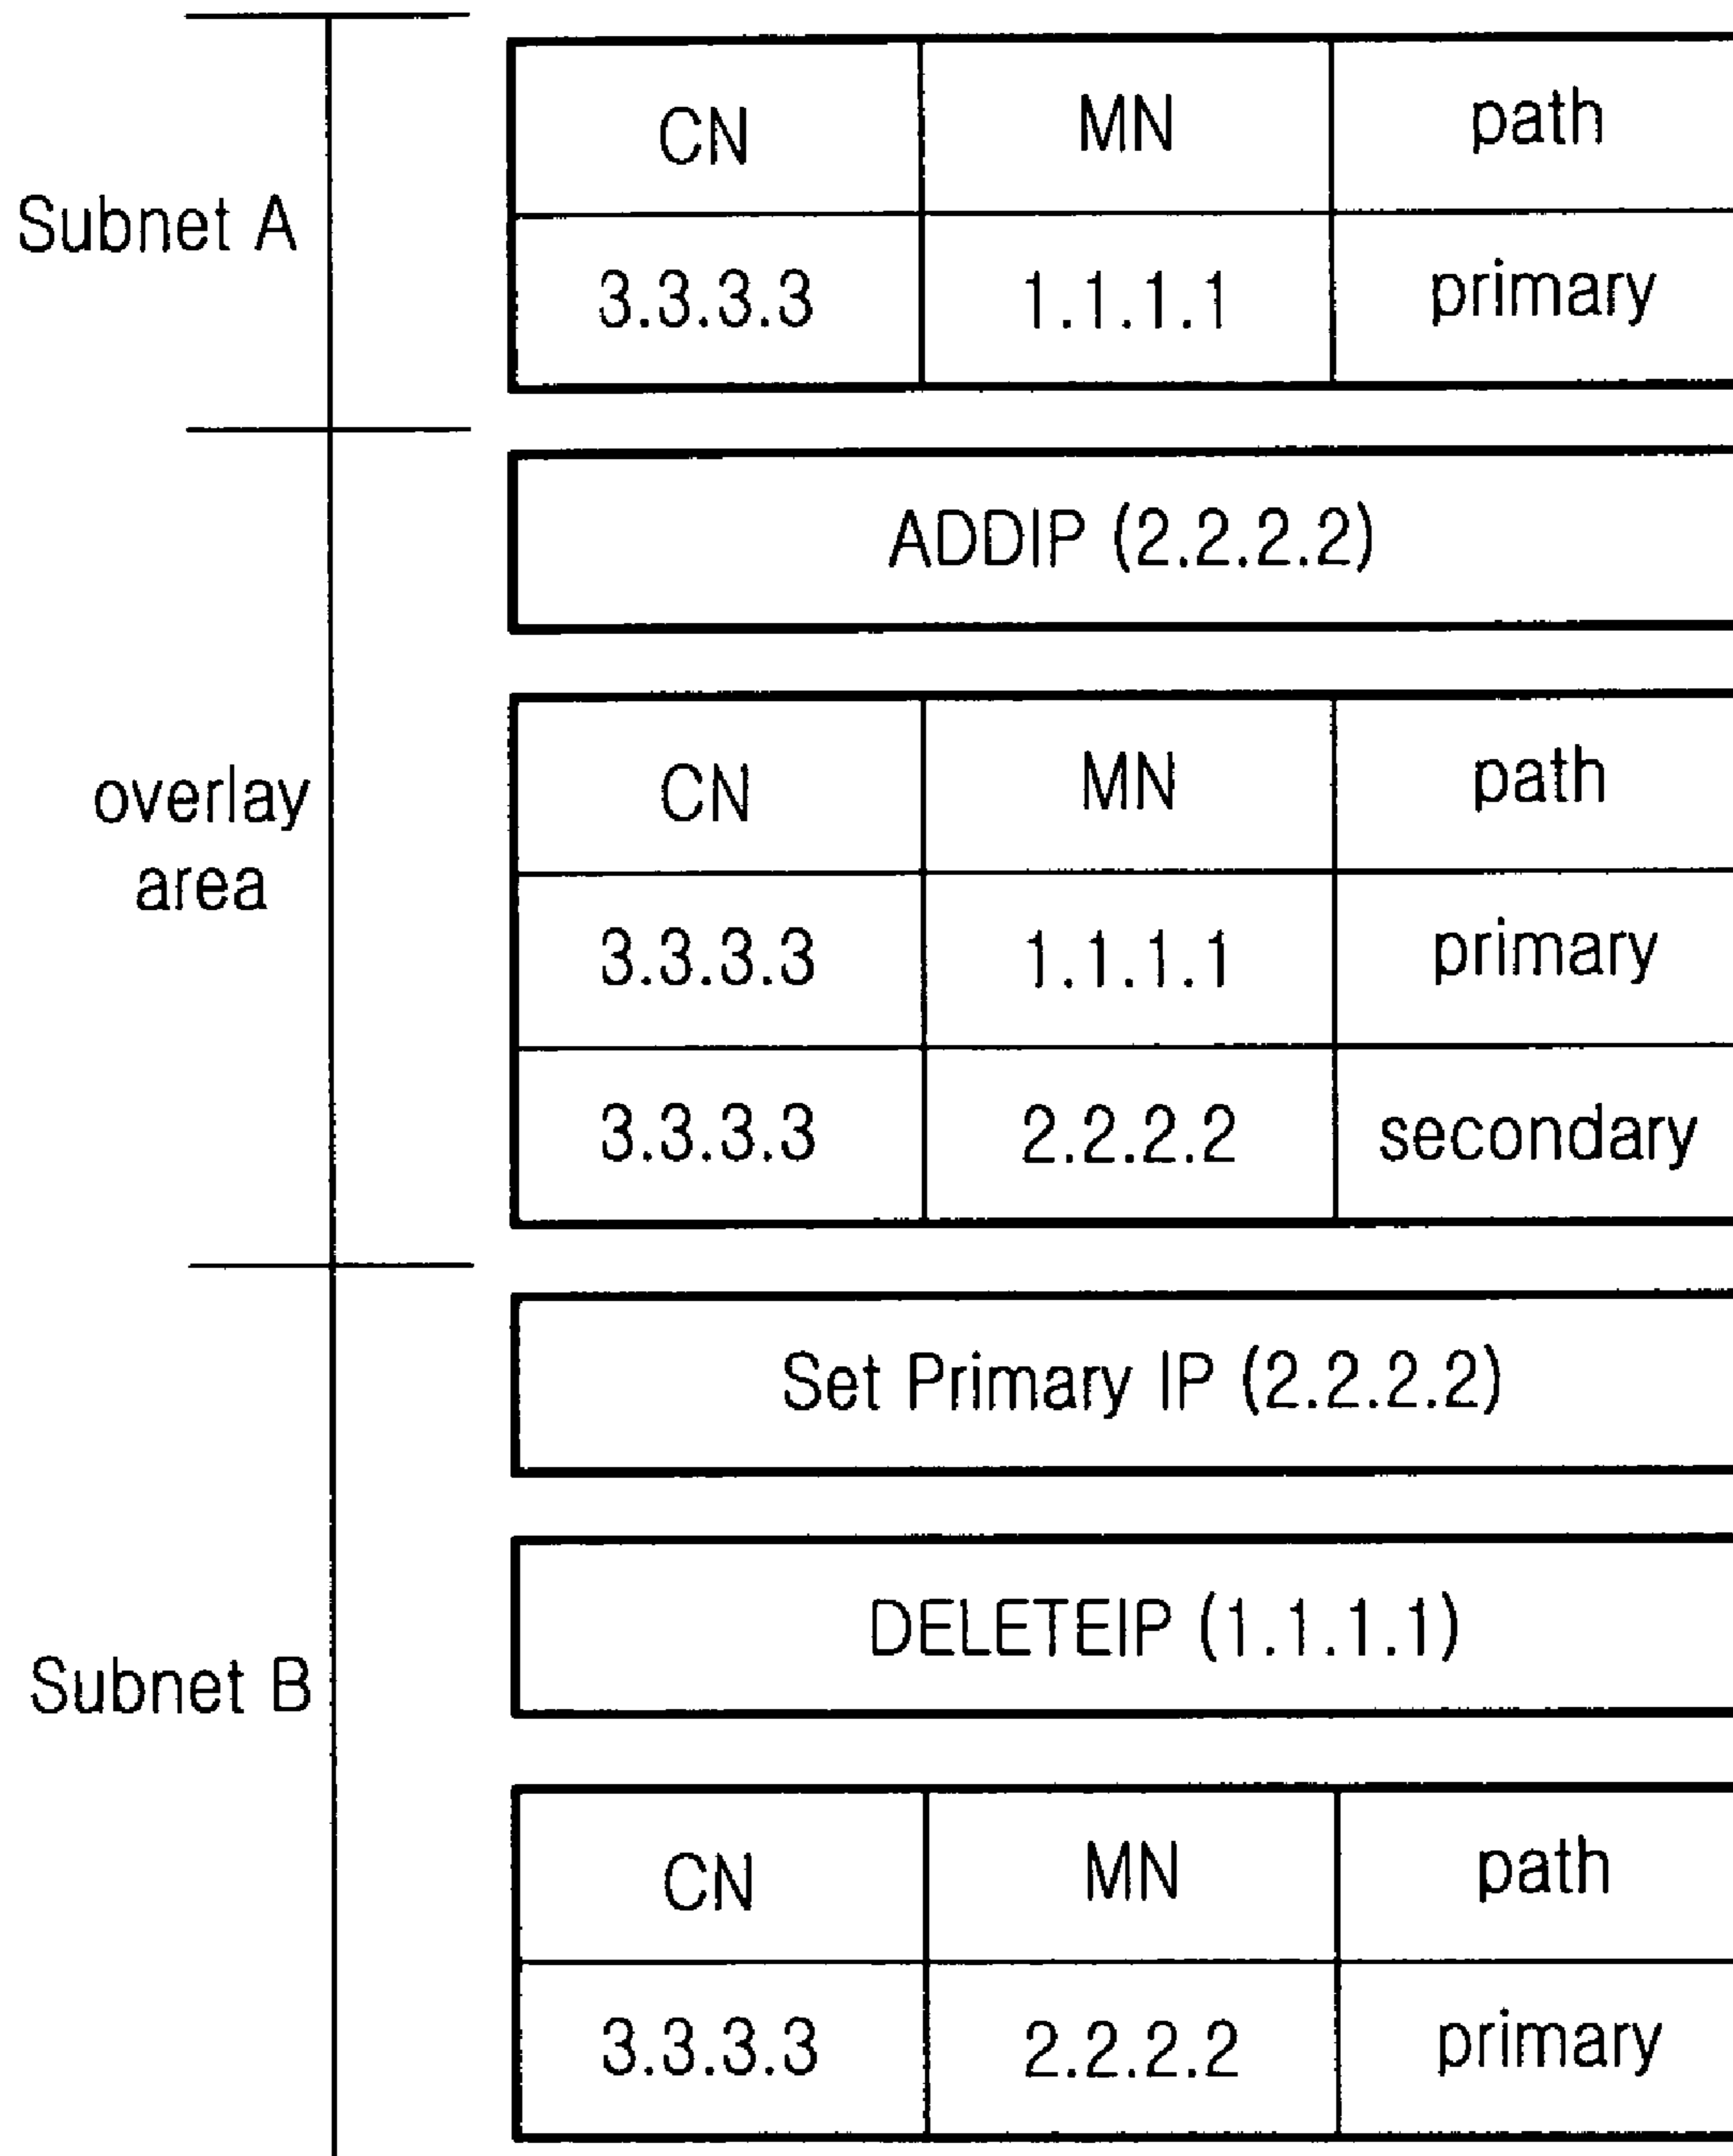 Subnet A
CN MN path
3.3.3.3 1.1.1.1 primary
overlay
area
ADDIP (2.2.2.2)
CN MN path
3.3.3.3 1.1.1.1 primary
3.3.3.3 2.2.2.2 secondary
Subnet B
Set Primary IP (2.2.2.2)
DELETEIP (1.1.1.1)
CN MN path
3.3.3.3 2.2.2.2 primary